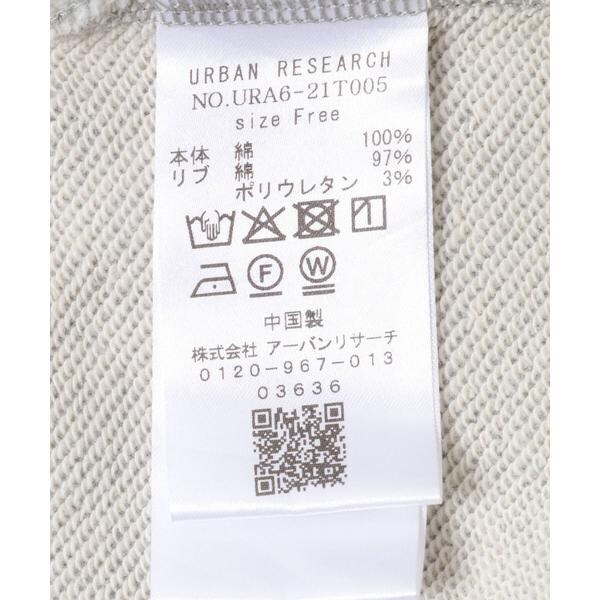 URBAN RESEARCH
NO.URA6-21T005
size Free
本体 綿 100%
リブ 綿 97%
ポリウレタン 3%
F W
中国製
株式会社 アーバンリサーチ
0120-967-013
03636